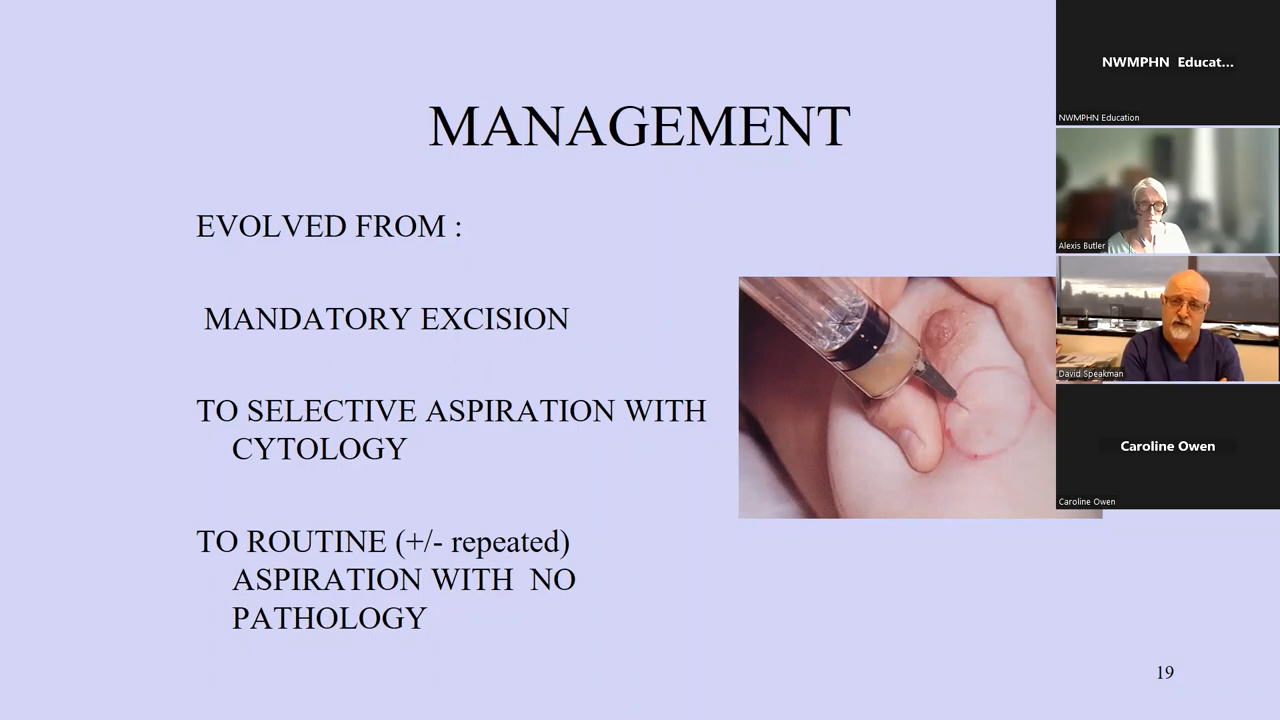 MANAGEMENT
EVOLVED FROM :
MANDATORY EXCISION
TO SELECTIVE ASPIRATION WITH
CYTOLOGY
TO ROUTINE (+/- repeated)
ASPIRATION WITH NO
PATHOLOGY
19
NWMPHN Educat...
NWMPHN Education
Alexis Butler
David Speakman
Caroline Owen
Caroline Owen